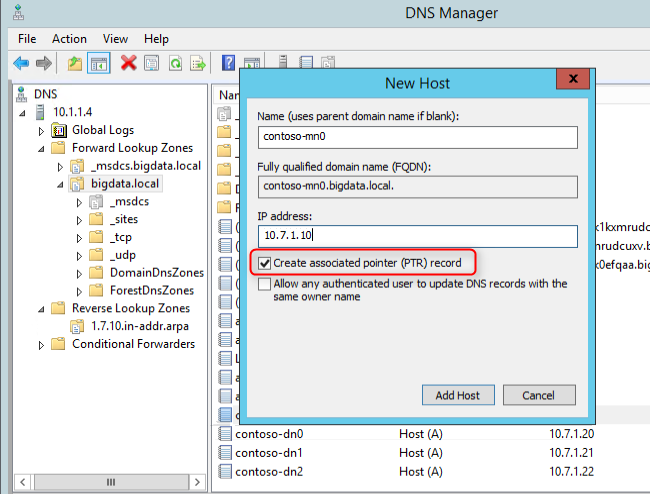 DNS Manager
File Action View Help
DNS
10.1.1.4
Global Logs
Forward Lookup Zones
_msdcs.bigdata.local
bigdata.local
_msdcs
_sites
_tcp
_udp
DomainDnsZones
ForestDnsZones
Reverse Lookup Zones
1.7.10.in-addr.arpa
Conditional Forwarders
New Host
x
Name (uses parent domain name if blank):
contoso-mn0
Fully qualified domain name (FQDN):
contoso-mn0.bigdata.local.
IP address:
10.7.1.10
Create associated pointer (PTR) record
Allow any authenticated user to update DNS records with the
same owner name
Add Host Cancel
contoso-dn0 Host (A) 10.7.1.20
contoso-dn1 Host (A) 10.7.1.21
contoso-dn2 Host (A) 10.7.1.22